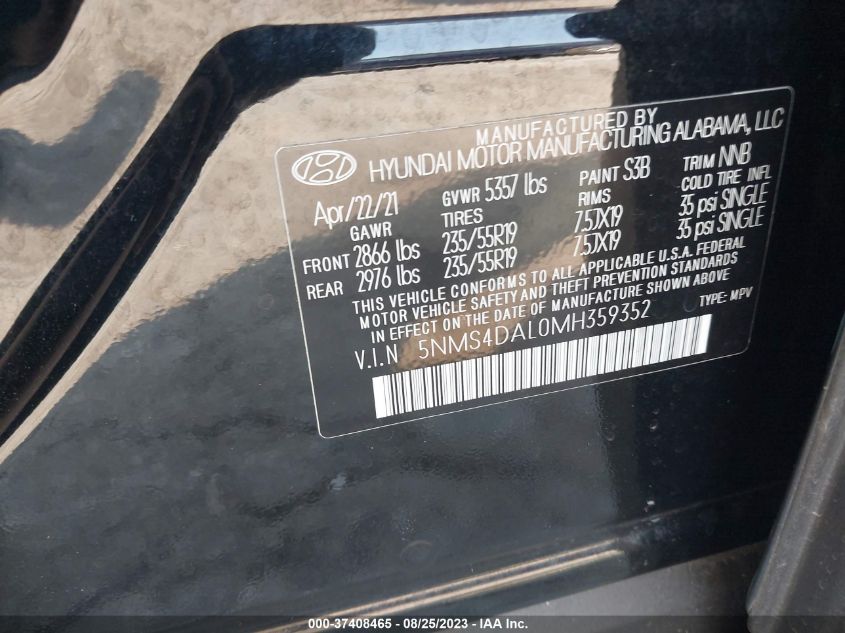 MANUFACTURED BY
HYUNDAI MOTOR MANUFACTURING ALABAMA, LLC
Apr/22/21 GVWR 5357 lbs PAINT S3B TRIM NNB
GAWR TIRES RIMS COLD TIRE INFL
FRONT 2866 lbs 235/55R19 7.5JX19 35 psi SINGLE
REAR 2976 lbs 235/55R19 7.5JX19 35 psi SINGLE
THIS VEHICLE CONFORMS TO ALL APPLICABLE U.S.A. FEDERAL
MOTOR VEHICLE SAFETY AND THEFT PREVENTION STANDARDS
IN EFFECT ON THE DATE OF MANUFACTURE SHOWN ABOVE
V.I.N 5NMS4DAL0MH359352 TYPE: MPV
000-37408465 - 08/25/2023 - IAA Inc.